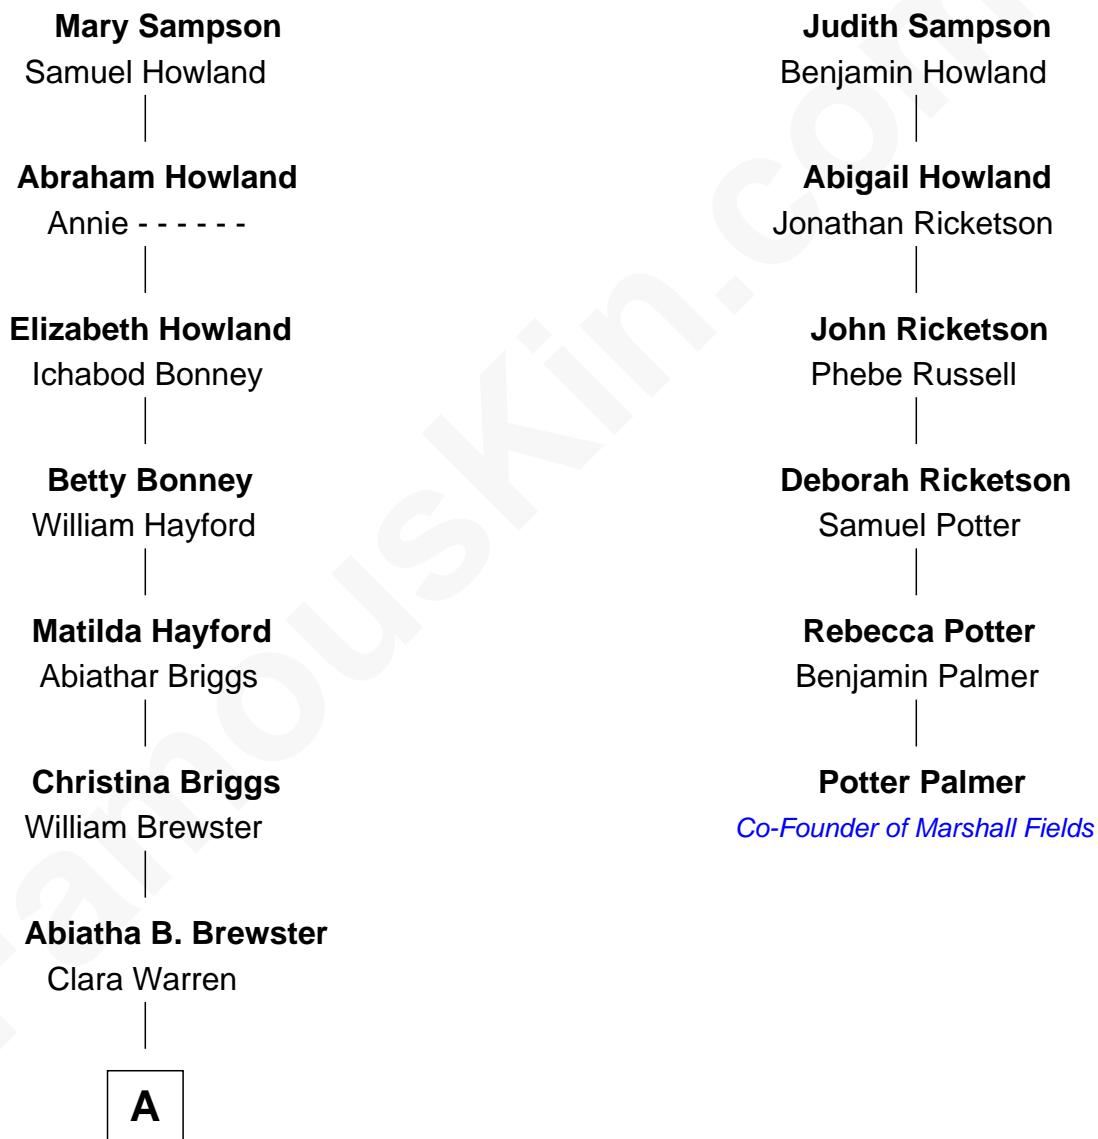 Mary Sampson
Samuel Howland
Abraham Howland
Annie - - - - - -
Elizabeth Howland
Ichabod Bonney
Betty Bonney
William Hayford
Matilda Hayford
Abiathar Briggs
Christina Briggs
William Brewster
Abiatha B. Brewster
Clara Warren
A
Judith Sampson
Benjamin Howland
Abigail Howland
Jonathan Ricketson
John Ricketson
Phebe Russell
Deborah Ricketson
Samuel Potter
Rebecca Potter
Benjamin Palmer
Potter Palmer
Co-Founder of Marshall Fields
FamousKin.com